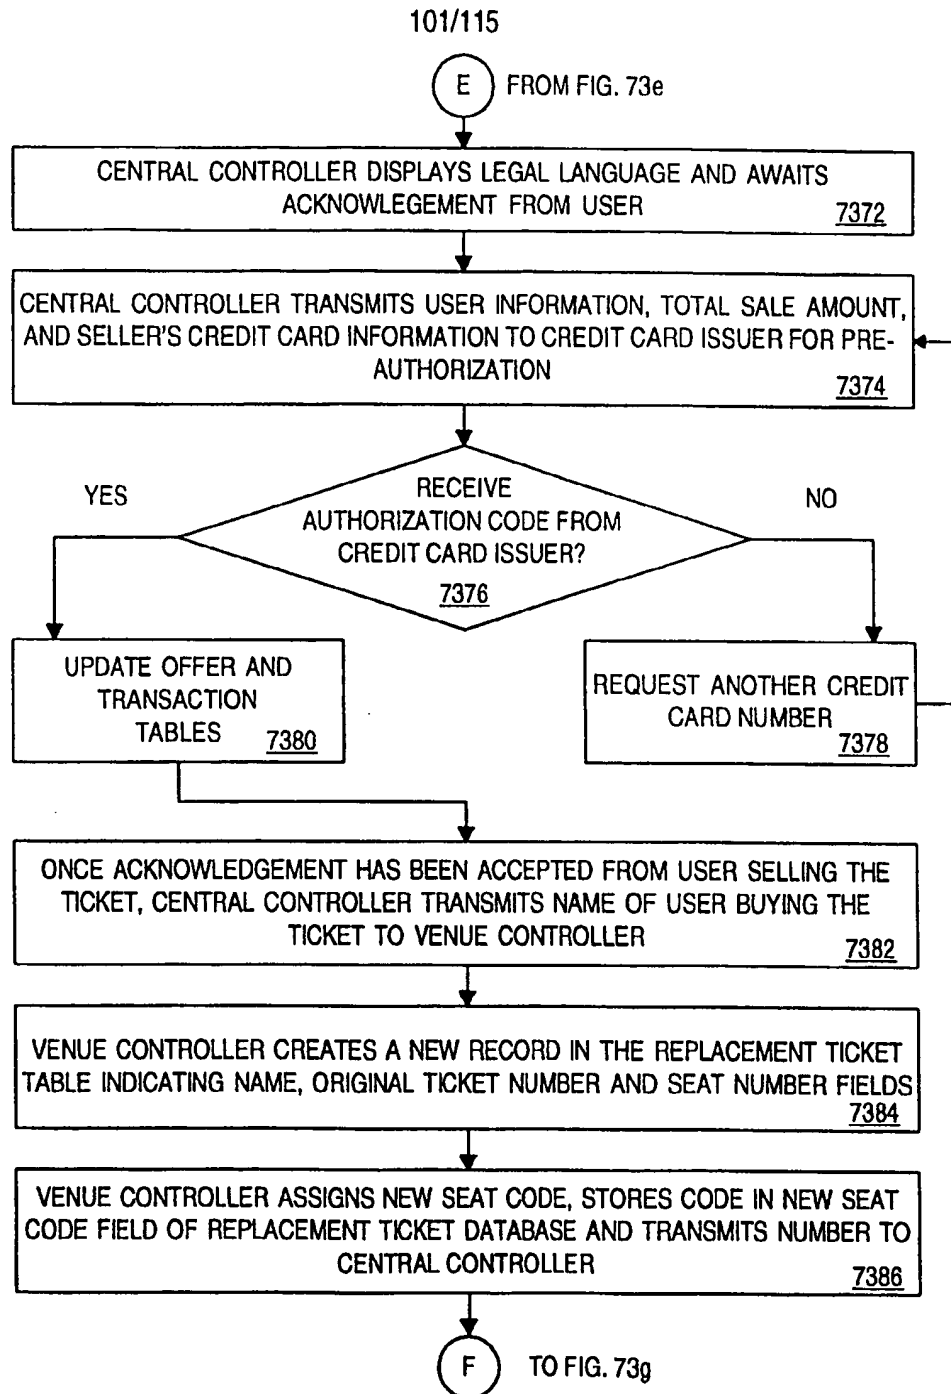 101/115
E FROM FIG. 73e
CENTRAL CONTROLLER DISPLAYS LEGAL LANGUAGE AND AWAITS
ACKNOWLEGEMENT FROM USER 7372
CENTRAL CONTROLLER TRANSMITS USER INFORMATION, TOTAL SALE AMOUNT,
AND SELLER'S CREDIT CARD INFORMATION TO CREDIT CARD ISSUER FOR PRE-
AUTHORIZATION
7374
YES
NO
RECEIVE
AUTHORIZATION CODE FROM
CREDIT CARD ISSUER?
7376
UPDATE OFFER AND
TRANSACTION
TABLES 7380
REQUEST ANOTHER CREDIT
CARD NUMBER
7378
ONCE ACKNOWLEDGEMENT HAS BEEN ACCEPTED FROM USER SELLING THE
TICKET, CENTRAL CONTROLLER TRANSMITS NAME OF USER BUYING THE
TICKET TO VENUE CONTROLLER 7382
VENUE CONTROLLER CREATES A NEW RECORD IN THE REPLACEMENT TICKET
TABLE INDICATING NAME, ORIGINAL TICKET NUMBER AND SEAT NUMBER FIELDS
7384
VENUE CONTROLLER ASSIGNS NEW SEAT CODE, STORES CODE IN NEW SEAT
CODE FIELD OF REPLACEMENT TICKET DATABASE AND TRANSMITS NUMBER TO
CENTRAL CONTROLLER 7386
F TO FIG. 73g